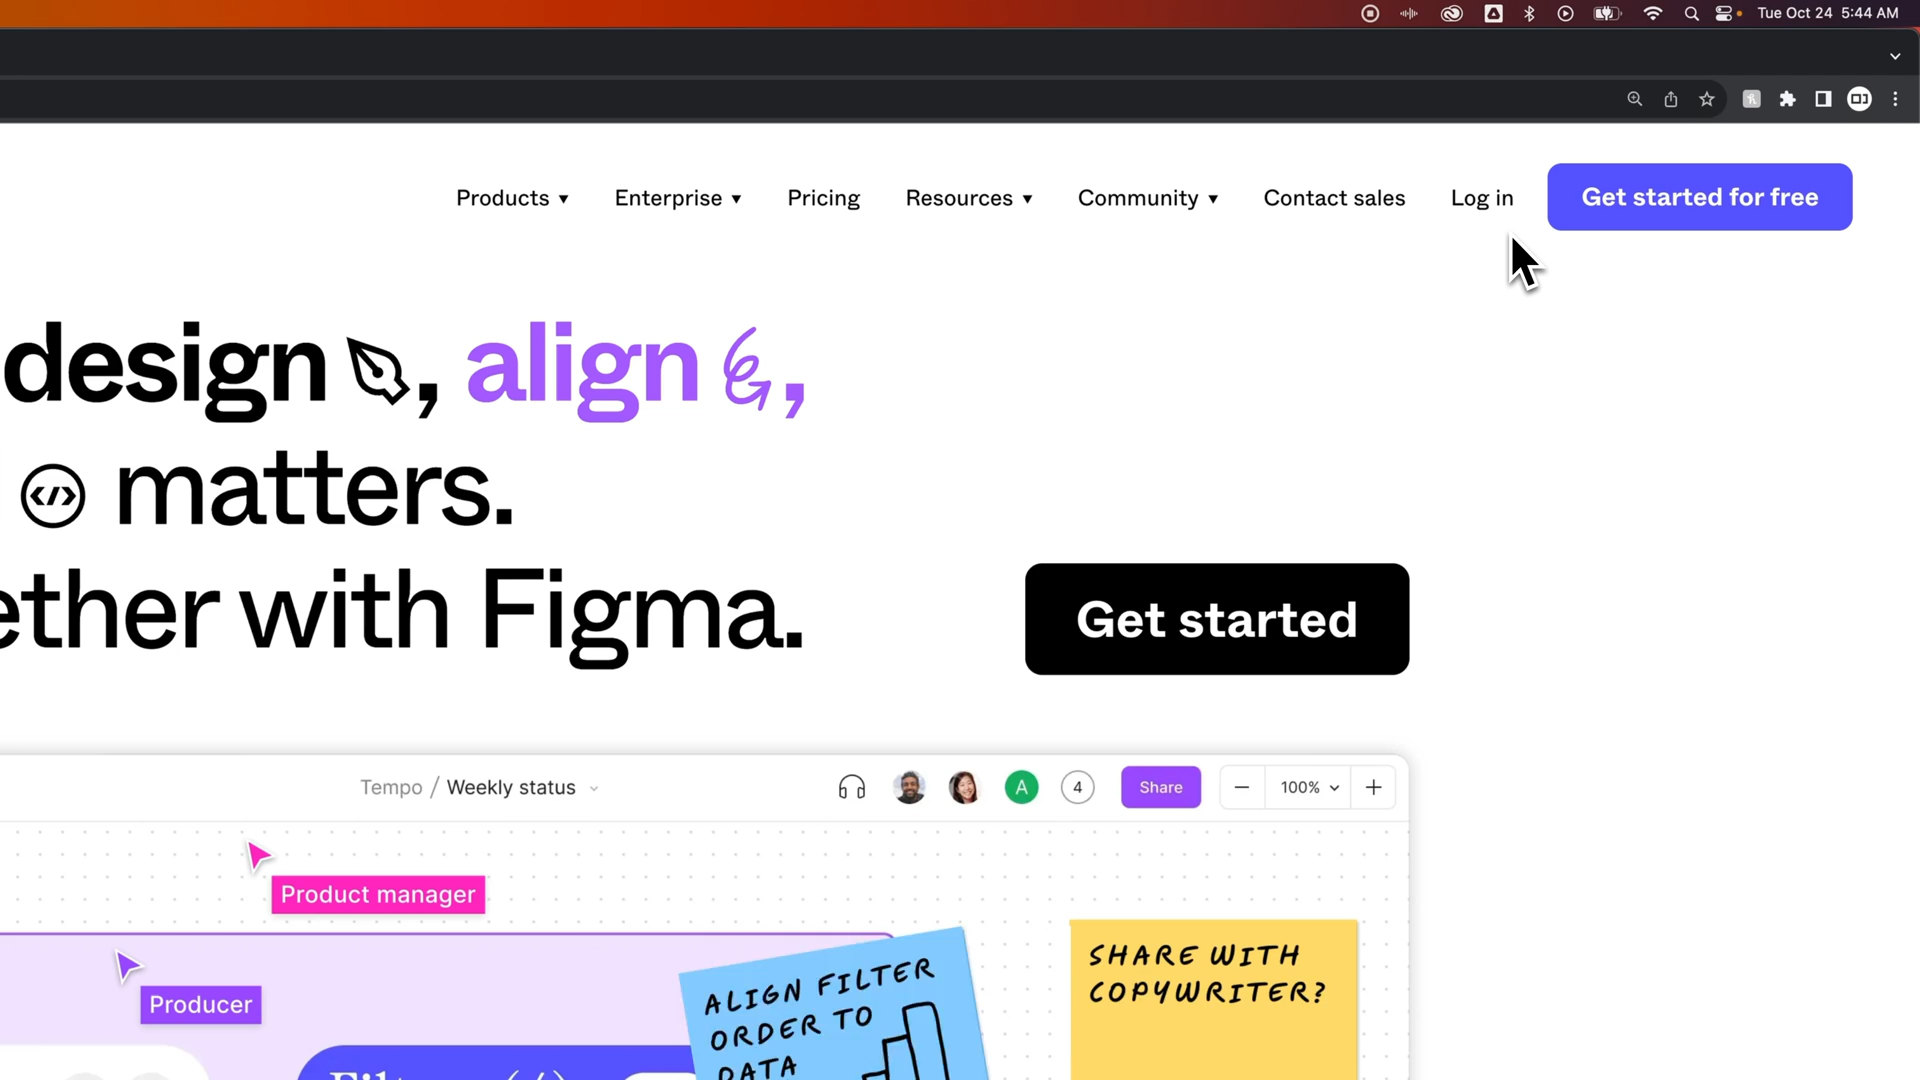 Tue Oct 24 5:44 AM
Products ▾ Enterprise ▾ Pricing Resources ▾ Community ▾ Contact sales Log in Get started for free
design , align ,
matters.
ether with Figma.
Get started
Tempo / Weekly status
A 4 Share — 100% +
Product manager
Producer
ALIGN FILTER
ORDER TO
DATA
SHARE WITH
COPYWRITER?